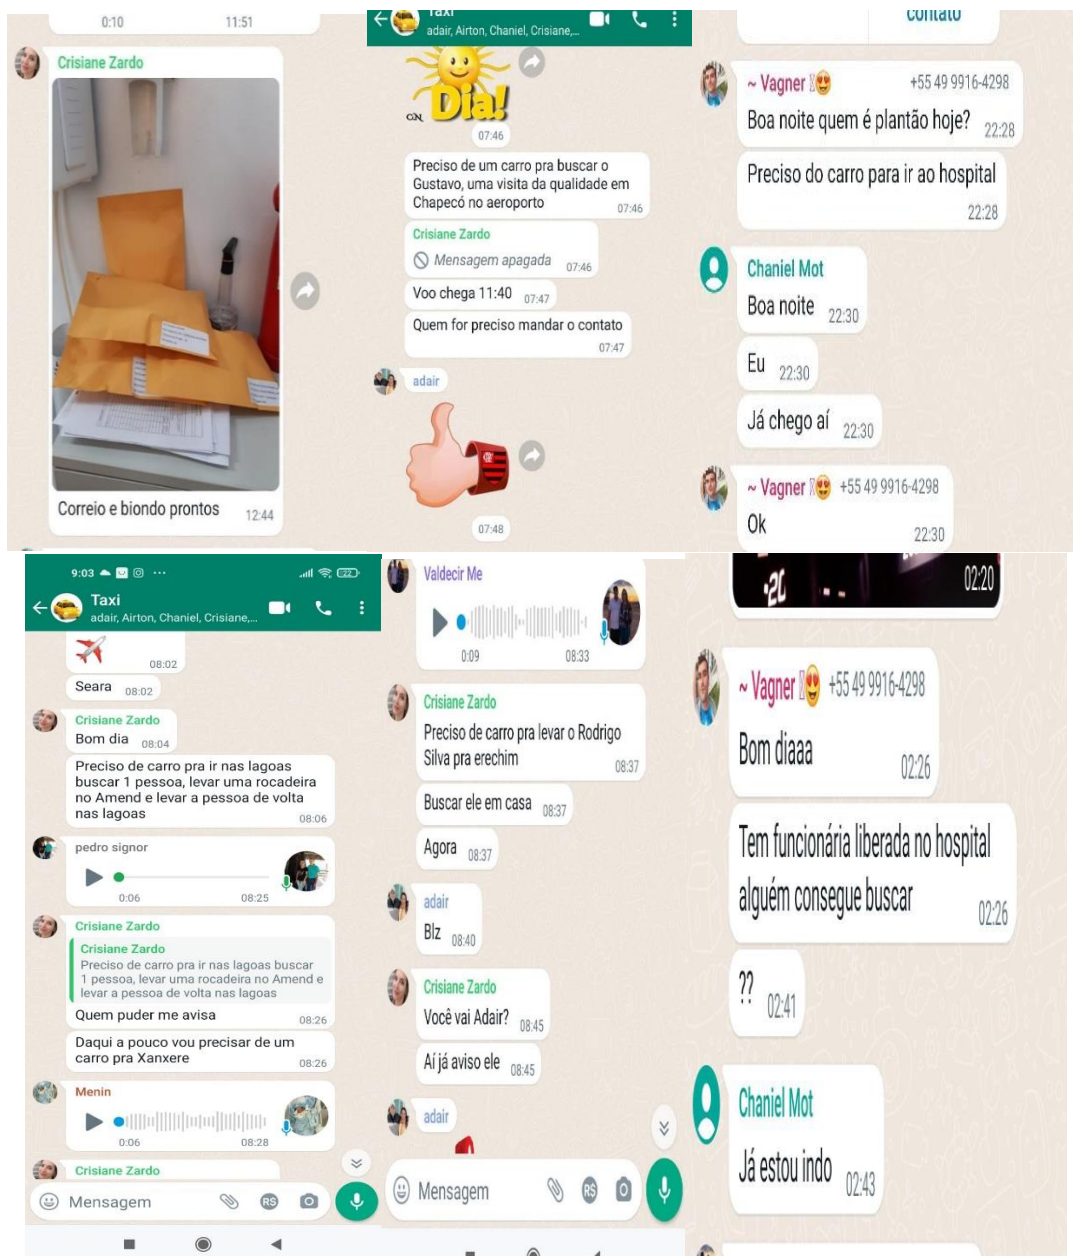 0:10 11:51
Crisiane Zardo
Correio e biondo prontos 12:44
Taxi
adair, Airton, Chaniel, Crisiane,...
Dia!
07:46
Preciso de um carro pra buscar o
Gustavo, uma visita da qualidade em
Chapecó no aeroporto 07:46
Crisiane Zardo
Mensagem apagada 07:46
Voo chega 11:40 07:47
Quem for preciso mandar o contato
07:47
adair
07:48
contato
~ Vagner +55 49 9916-4298
Boa noite quem é plantão hoje? 22:28
Preciso do carro para ir ao hospital
22:28
Chaniel Mot
Boa noite 22:30
Eu 22:30
Já chego aí 22:30
~ Vagner +55 49 9916-4298
Ok 22:30
9:03 22
Taxi
adair, Airton, Chaniel, Crisiane,...
08:02
Seara 08:02
Crisiane Zardo
Bom dia 08:04
Preciso de carro pra ir nas lagoas
buscar 1 pessoa, levar uma rocadeira
no Amend e levar a pessoa de volta
nas lagoas 08:06
pedro signor
0:06 08:25
Crisiane Zardo
Crisiane Zardo
Preciso de carro pra ir nas lagoas buscar
1 pessoa, levar uma rocadeira no Amend e
levar a pessoa de volta nas lagoas
Quem puder me avisa 08:26
Daqui a pouco vou precisar de um
carro pra Xanxere 08:26
Menin
0:06 08:28
Crisiane Zardo
Mensagem R$
Valdecir Me
0:09 08:33
Crisiane Zardo
Preciso de carro pra levar o Rodrigo
Silva pra erechim 08:37
Buscar ele em casa 08:37
Agora 08:37
adair
Blz 08:40
Crisiane Zardo
Você vai Adair? 08:45
Aí já aviso ele 08:45
adair
Mensagem R$
02:20
~ Vagner +55 49 9916-4298
Bom diaaa 02:26
Tem funcionária liberada no hospital
alguém consegue buscar 02:26
?? 02:41
Chaniel Mot
Já estou indo 02:43